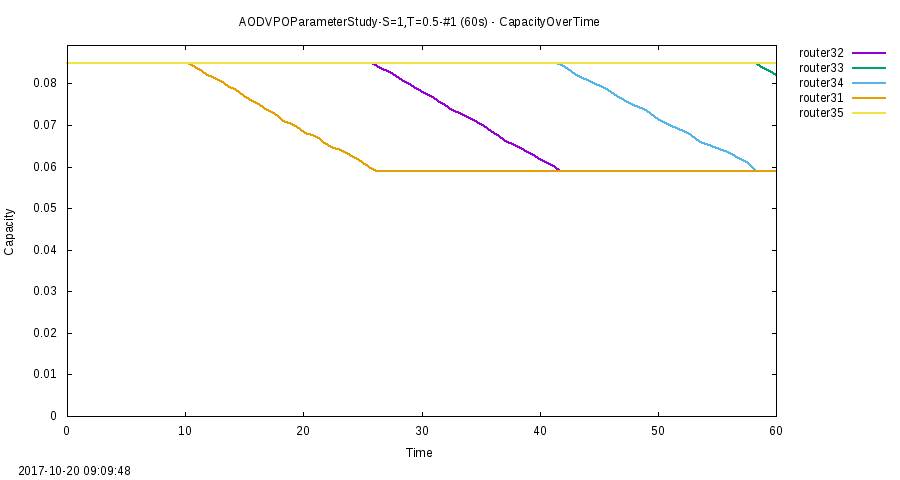 AODVPOParameterStudy-S=1,T=0.5-#1 (60s) - CapacityOverTime
router32
router33
router34
router31
router35
0.08
0.07
0.06
0.05
0.04
0.03
0.02
0.01
0
Capacity
0 10 20 30 40 50 60
Time
2017-10-20 09:09:48